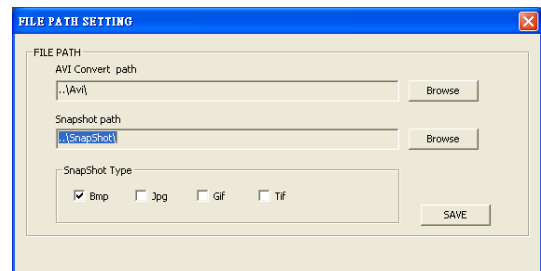 FILE PATH SETTING
FILE PATH
AVI Convert path
..\Avi\
Browse
Snapshot path
..\SnapShot\
Browse
SnapShot Type
Bmp Jpg Gif Tif
SAVE